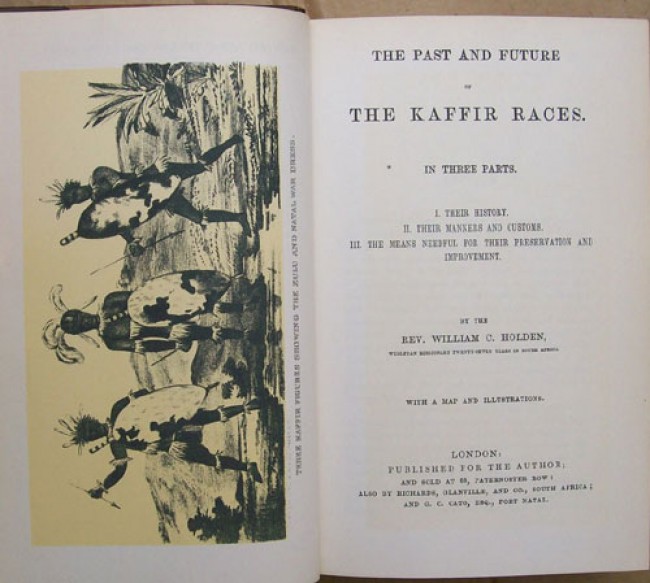 THREE KAFFIR FIGURES SHOWING THE ZULU AND NATAL WAR DRESS.
THE PAST AND FUTURE
OF
THE KAFFIR RACES.
IN THREE PARTS.
I. THEIR HISTORY.
II. THEIR MANNERS AND CUSTOMS.
III. THE MEANS NEEDFUL FOR THEIR PRESERVATION AND
IMPROVEMENT.
BY THE
REV. WILLIAM C. HOLDEN,
WESLEYAN MISSIONARY TWENTY-SEVEN YEARS IN SOUTH AFRICA
WITH A MAP AND ILLUSTRATIONS.
LONDON:
PUBLISHED FOR THE AUTHOR;
AND SOLD AT 66, PATERNOSTER ROW:
ALSO BY RICHARDS, GLANVILLE, AND CO., SOUTH AFRICA;
AND G. C. CATO, ESQ., PORT NATAL.